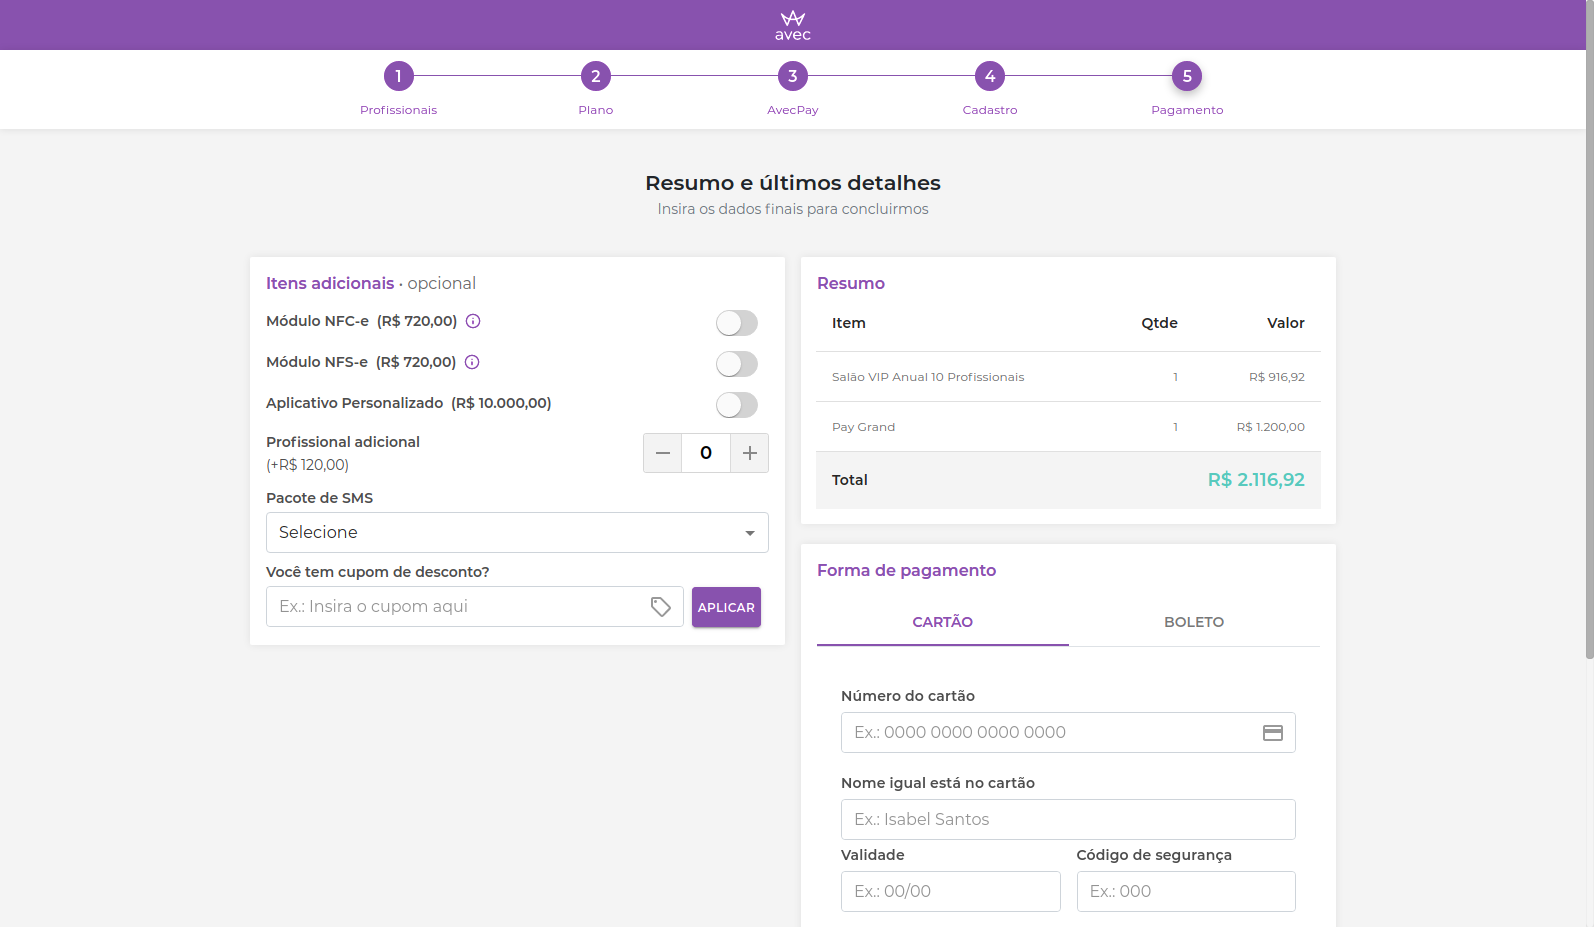 avec
1
2
3
4
5
Profissionais
Plano
AvecPay
Cadastro
Pagamento
Resumo e últimos detalhes
Insira os dados finais para concluirmos
Itens adicionais • opcional
Módulo NFC-e (R$ 720,00)
Módulo NFS-e (R$ 720,00)
Aplicativo Personalizado (R$ 10.000,00)
Profissional adicional
(+R$ 120,00)
0
Pacote de SMS
Selecione
Você tem cupom de desconto?
Ex.: Insira o cupom aqui
APLICAR
Resumo
Item Qtde Valor
Salão VIP Anual 10 Profissionais 1 R$ 916,92
Pay Grand 1 R$ 1.200,00
Total R$ 2.116,92
Forma de pagamento
CARTÃO BOLETO
Número do cartão
Ex.: 0000 0000 0000 0000
Nome igual está no cartão
Ex.: Isabel Santos
Validade Código de segurança
Ex.: 00/00 Ex.: 000